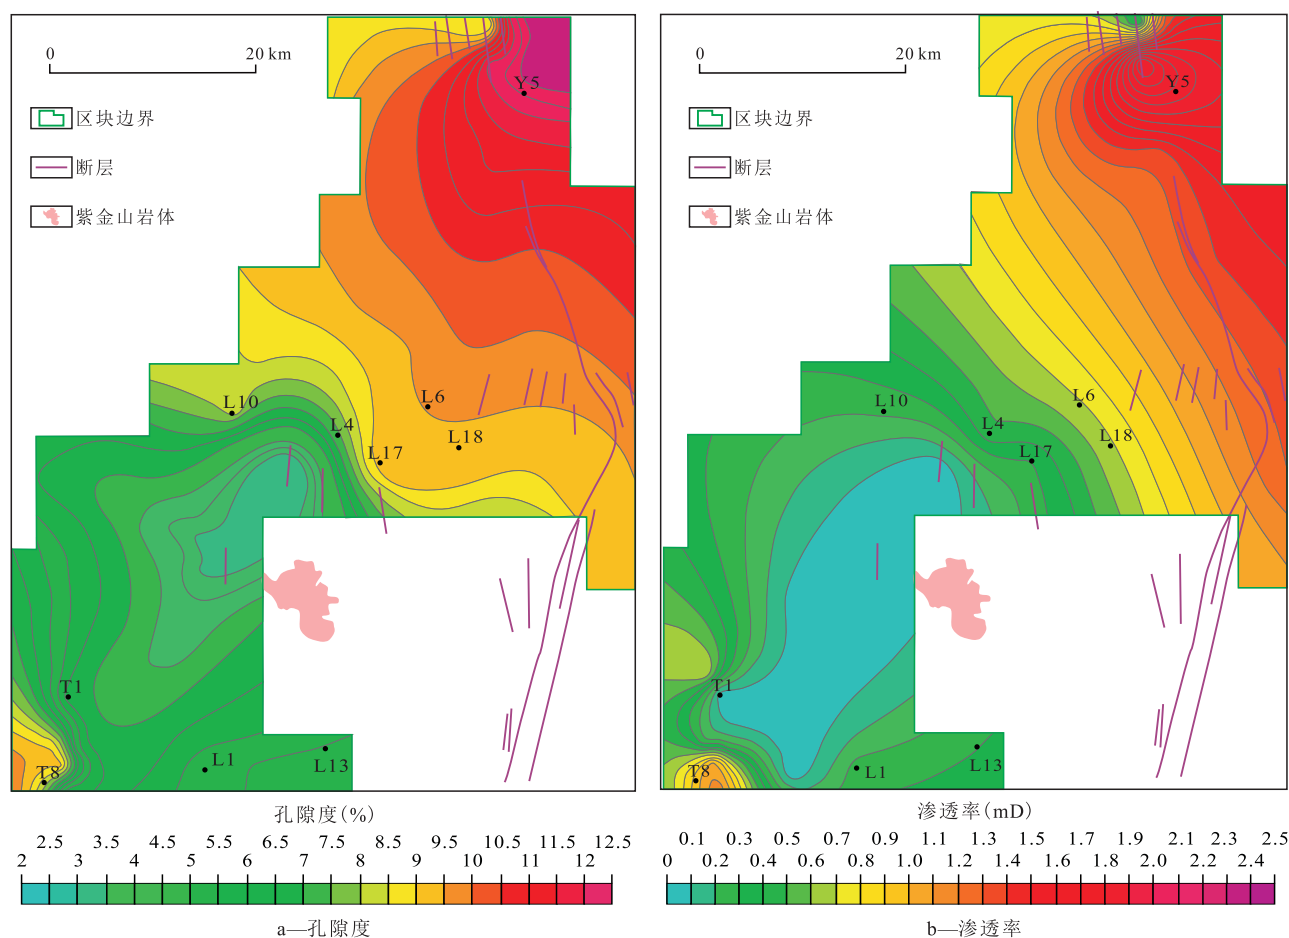 0 20 km
区块边界
断层
紫金山岩体
Y5
L10
L6
L4
L18
L17
T1
T8
L1
L13
孔隙度(%)
2.5 3.5 4.5 5.5 6.5 7.5 8.5 9.5 10.5 11.5 12.5
2 3 4 5 6 7 8 9 10 11 12
a—孔隙度
0 20 km
区块边界
断层
紫金山岩体
Y5
L10
L6
L4
L18
L17
T1
T8
L1
L13
渗透率(mD)
0.1 0.3 0.5 0.7 0.9 1.1 1.3 1.5 1.7 1.9 2.1 2.3 2.5
0 0.2 0.4 0.6 0.8 1.0 1.2 1.4 1.6 1.8 2.0 2.2 2.4
b—渗透率